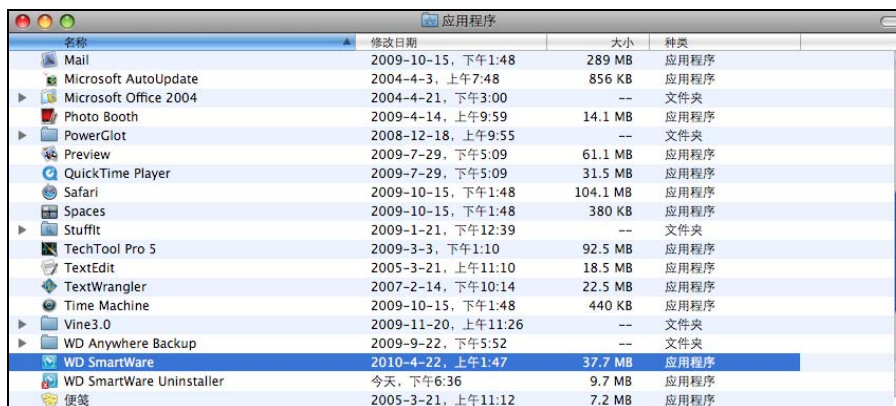 应用程序
名称 修改日期 大小 种类
Mail 2009-10-15，下午1:48 289 MB 应用程序
Microsoft AutoUpdate 2004-4-3，上午7:48 856 KB 应用程序
Microsoft Office 2004 2004-4-21，下午3:00 -- 文件夹
Photo Booth 2009-4-14，上午9:59 14.1 MB 应用程序
PowerGlot 2008-12-18，上午9:55 -- 文件夹
Preview 2009-7-29，下午5:09 61.1 MB 应用程序
QuickTime Player 2009-7-29，下午5:09 31.5 MB 应用程序
Safari 2009-10-15，下午1:48 104.1 MB 应用程序
Spaces 2009-10-15，下午1:48 380 KB 应用程序
StuffIt 2009-1-21，下午12:39 -- 文件夹
TechTool Pro 5 2009-3-3，下午1:10 92.5 MB 应用程序
TextEdit 2005-3-21，上午11:10 18.5 MB 应用程序
TextWrangler 2007-2-14，下午10:14 22.5 MB 应用程序
Time Machine 2009-10-15，下午1:48 440 KB 应用程序
Vine3.0 2009-11-20，上午11:26 -- 文件夹
WD Anywhere Backup 2009-9-22，下午5:52 -- 文件夹
WD SmartWare 2010-4-22，上午1:47 37.7 MB 应用程序
WD SmartWare Uninstaller 今天，下午6:36 9.7 MB 应用程序
便笺 2005-3-21，上午11:12 7.2 MB 应用程序